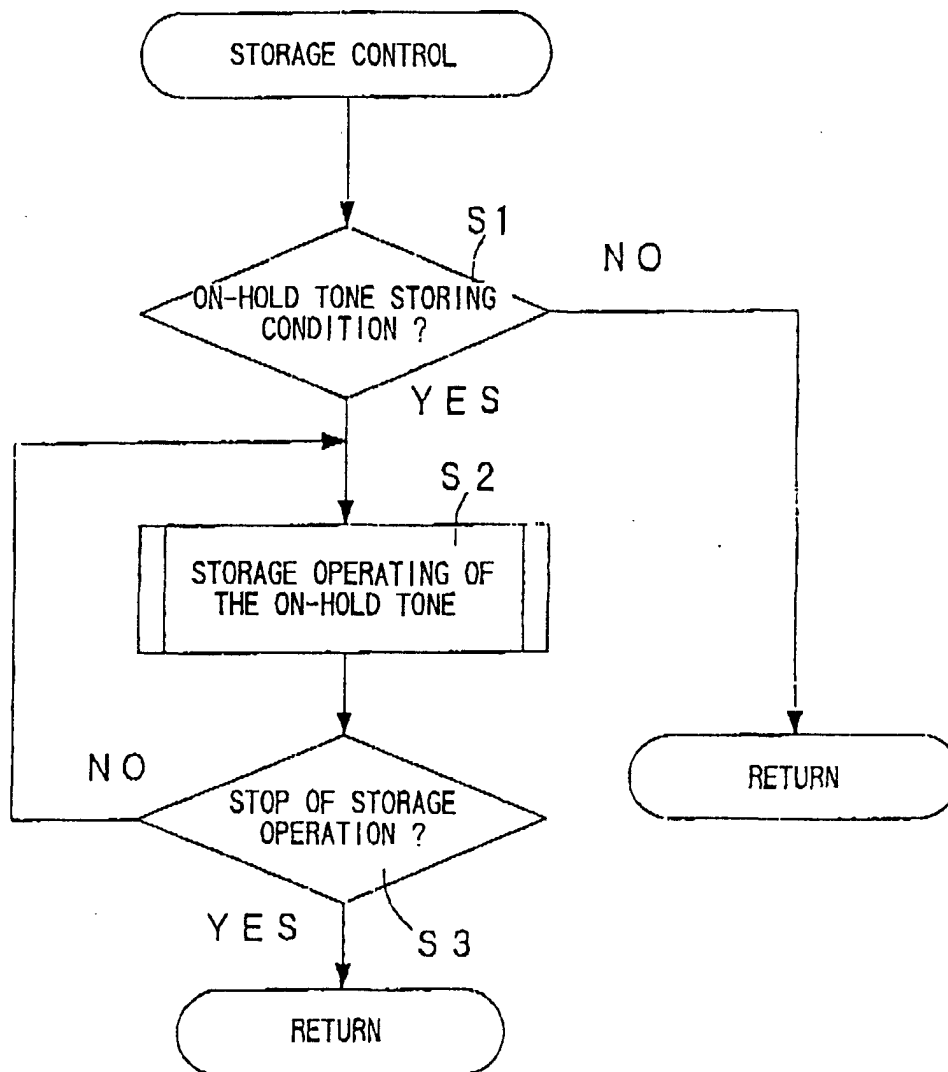 STORAGE CONTROL
S1
NO
ON-HOLD TONE STORING
CONDITION ?
YES
S2
STORAGE OPERATING OF
THE ON-HOLD TONE
NO
STOP OF STORAGE
OPERATION ?
RETURN
YES
S3
RETURN